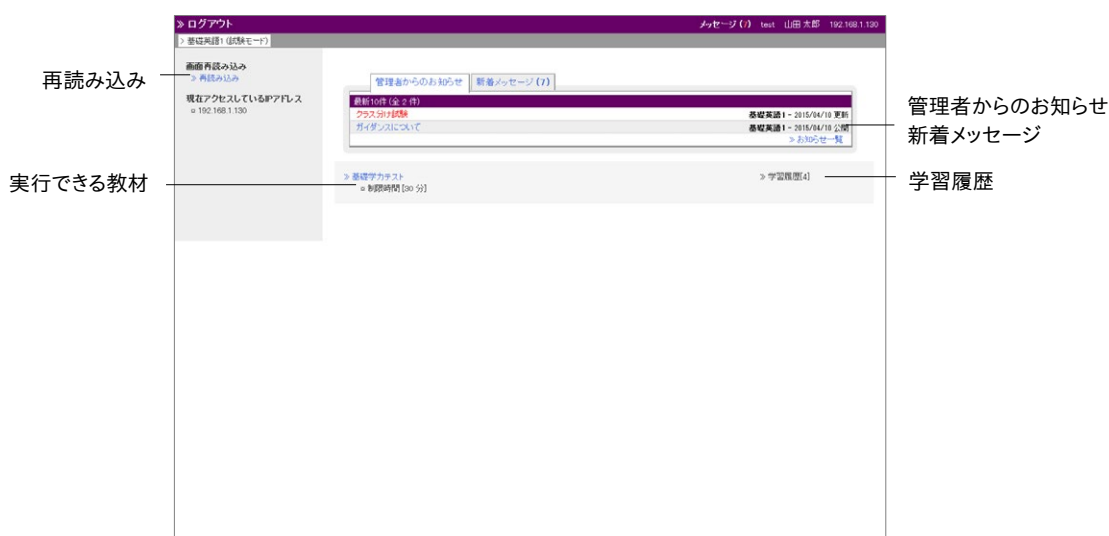 » ログアウト
メッセージ (7) test 山田 太郎 192.168.1.130
> 基礎英語1 (試験モード)
画面再読み込み
» 再読み込み
現在アクセスしているIPアドレス
192.168.1.130
管理者からのお知らせ
新着メッセージ (7)
最新10件 (全 2 件)
クラス分け試験
基礎英語1 - 2015/04/10 更新
ガイダンスについて
基礎英語1 - 2015/04/10 公開
» お知らせ一覧
» 基礎学力テスト
制限時間 [30 分]
» 学習履歴[4]
再読み込み
実行できる教材
管理者からのお知らせ
新着メッセージ
学習履歴